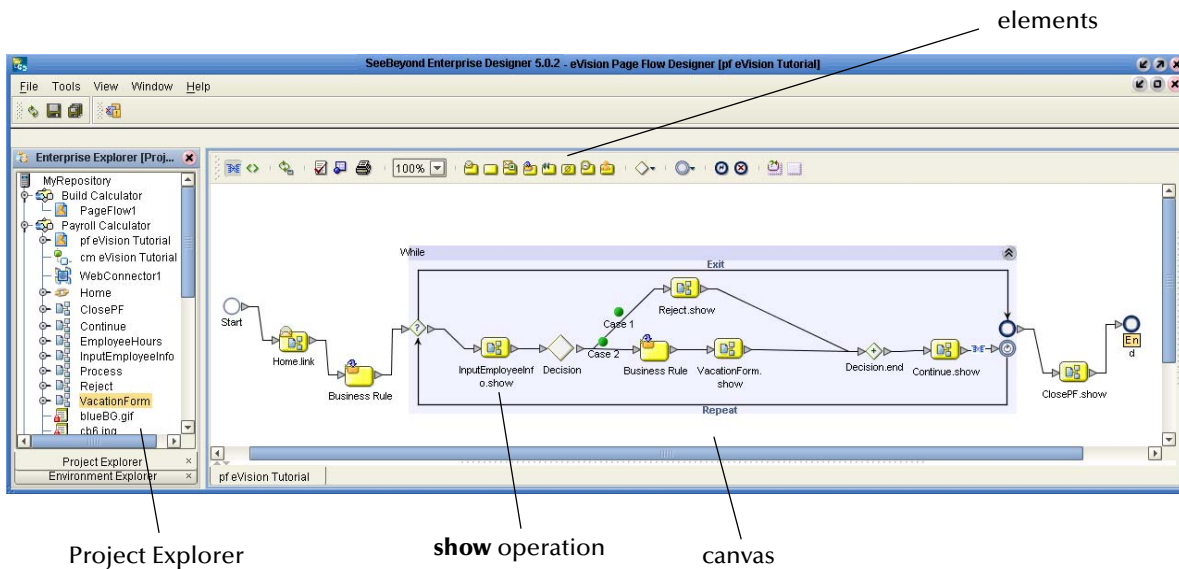 elements
SeeBeyond Enterprise Designer 5.0.2 - eVision Page Flow Designer [pf eVision Tutorial]
File Tools View Window Help
Enterprise Explorer [Proj...
100%
MyRepository
Build Calculator
PageFlow1
Payroll Calculator
pf eVision Tutorial
cm eVision Tutorial
WebConnector1
Home
ClosePF
Continue
EmployeeHours
InputEmployeeInfo
Process
Reject
VacationForm
blueBG.gif
cb6.jpg
Project Explorer
Environment Explorer
While
Exit
Start
Home.link
Business Rule
?
InputEmployeeInf
o.show
Decision
Case 1
Case 2
Reject.show
Business Rule
VacationForm.
show
Decision.end
Continue.show
Repeat
ClosePF.show
En
d
pf eVision Tutorial
Project Explorer
show operation
canvas